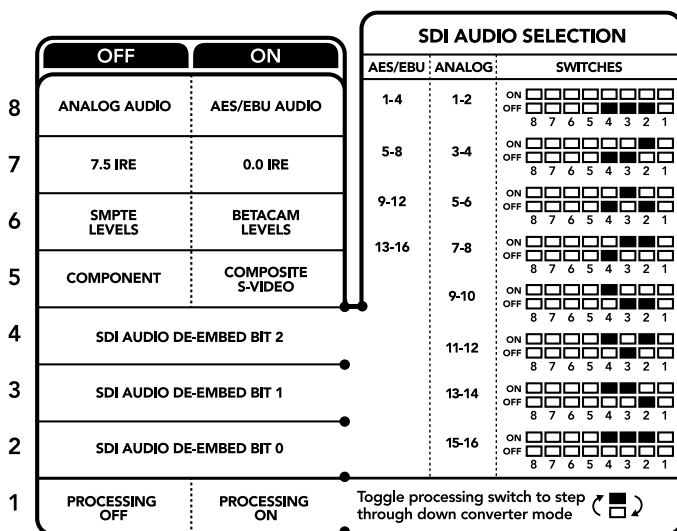 OFF ON
8 ANALOG AUDIO AES/EBU AUDIO
7 7.5 IRE 0.0 IRE
6 SMPTE LEVELS BETACAM LEVELS
5 COMPONENT COMPOSITE S-VIDEO
4 SDI AUDIO DE-EMBED BIT 2
3 SDI AUDIO DE-EMBED BIT 1
2 SDI AUDIO DE-EMBED BIT 0
1 PROCESSING OFF PROCESSING ON
SDI AUDIO SELECTION
AES/EBU ANALOG SWITCHES
1-4 1-2 ON
OFF
8 7 6 5 4 3 2 1
5-8 3-4 ON
OFF
8 7 6 5 4 3 2 1
9-12 5-6 ON
OFF
8 7 6 5 4 3 2 1
13-16 7-8 ON
OFF
8 7 6 5 4 3 2 1
9-10 ON
OFF
8 7 6 5 4 3 2 1
11-12 ON
OFF
8 7 6 5 4 3 2 1
13-14 ON
OFF
8 7 6 5 4 3 2 1
15-16 ON
OFF
8 7 6 5 4 3 2 1
Toggle processing switch to step
through down converter mode